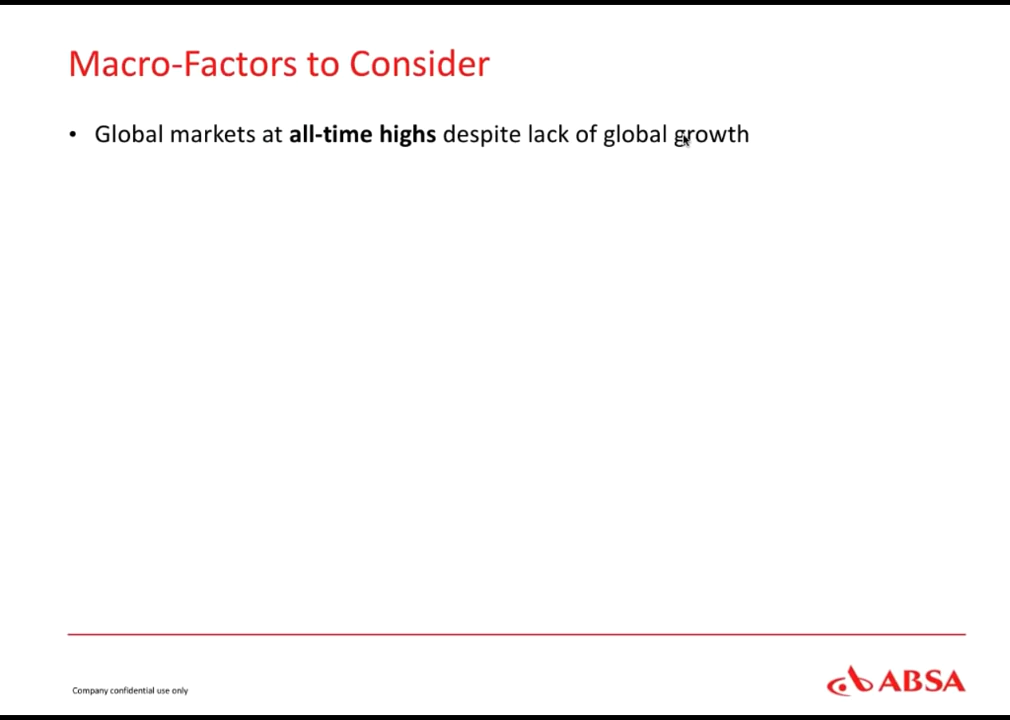 Macro-Factors to Consider
• Global markets at all-time highs despite lack of global growth
Company confidential use only
ABSA